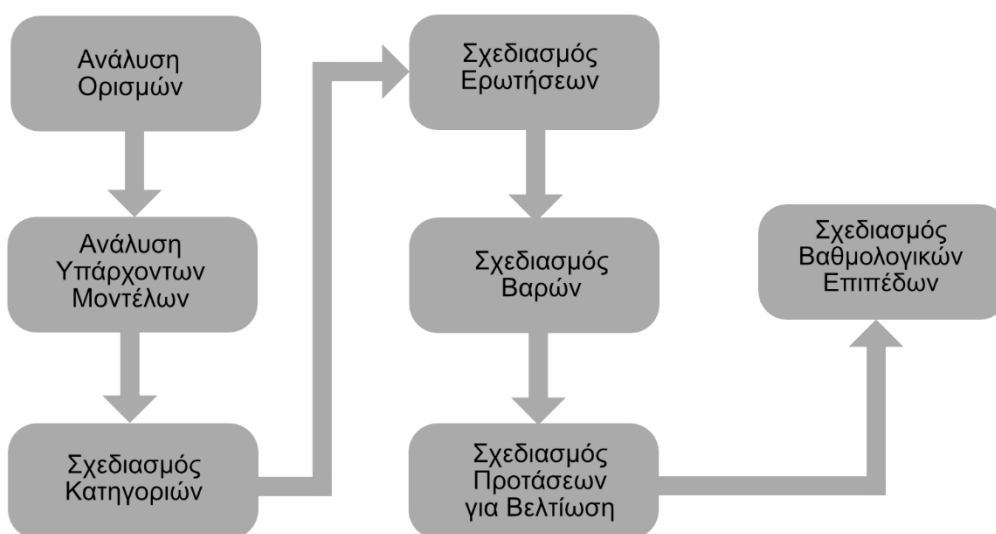 Ανάλυση
Ορισμών
Ανάλυση
Υπάρχοντων
Μοντέλων
Σχεδιασμός
Κατηγοριών
Σχεδιασμός
Ερωτήσεων
Σχεδιασμός
Βαρών
Σχεδιασμός
Προτάσεων
για Βελτίωση
Σχεδιασμός
Βαθμολογικών
Επιπέδων